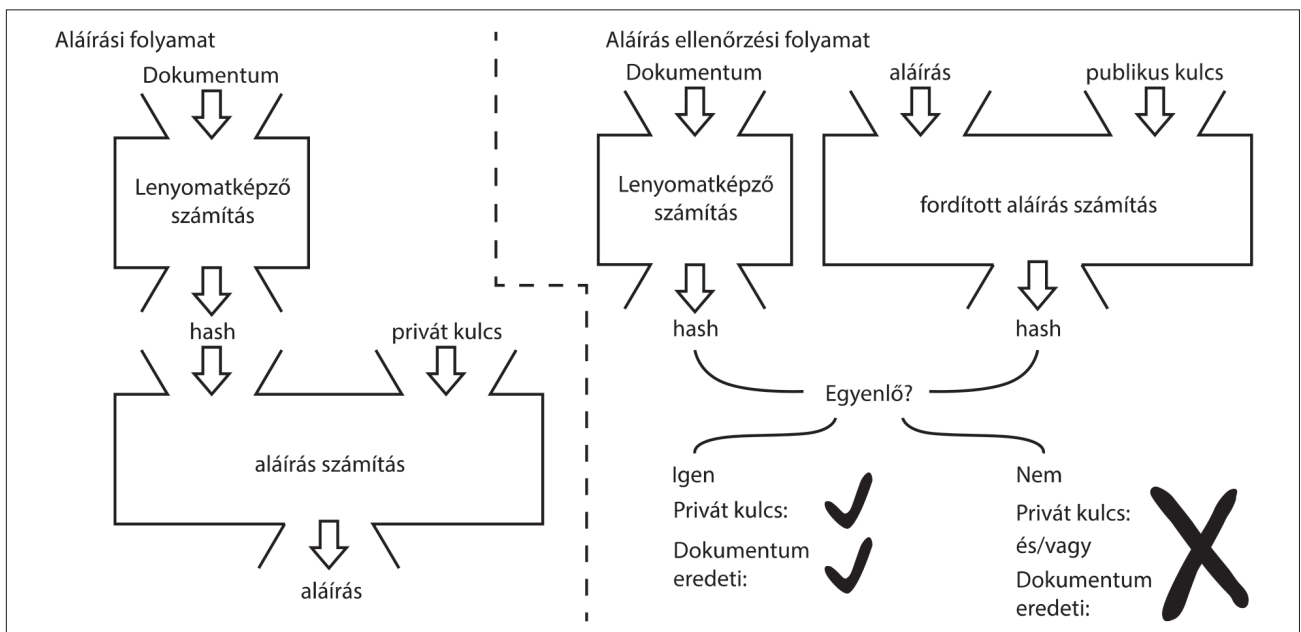 Aláírási folyamat
Dokumentum
Lenyomatképző
számítás
hash
privát kulcs
aláírás számítás
aláírás
Aláírás ellenőrzési folyamat
Dokumentum
aláírás
publikus kulcs
Lenyomatképző
számítás
fordított aláírás számítás
hash
hash
Egyenlő?
Igen
Privát kulcs:
Dokumentum
eredeti:
Nem
Privát kulcs:
és/vagy
Dokumentum
eredeti: